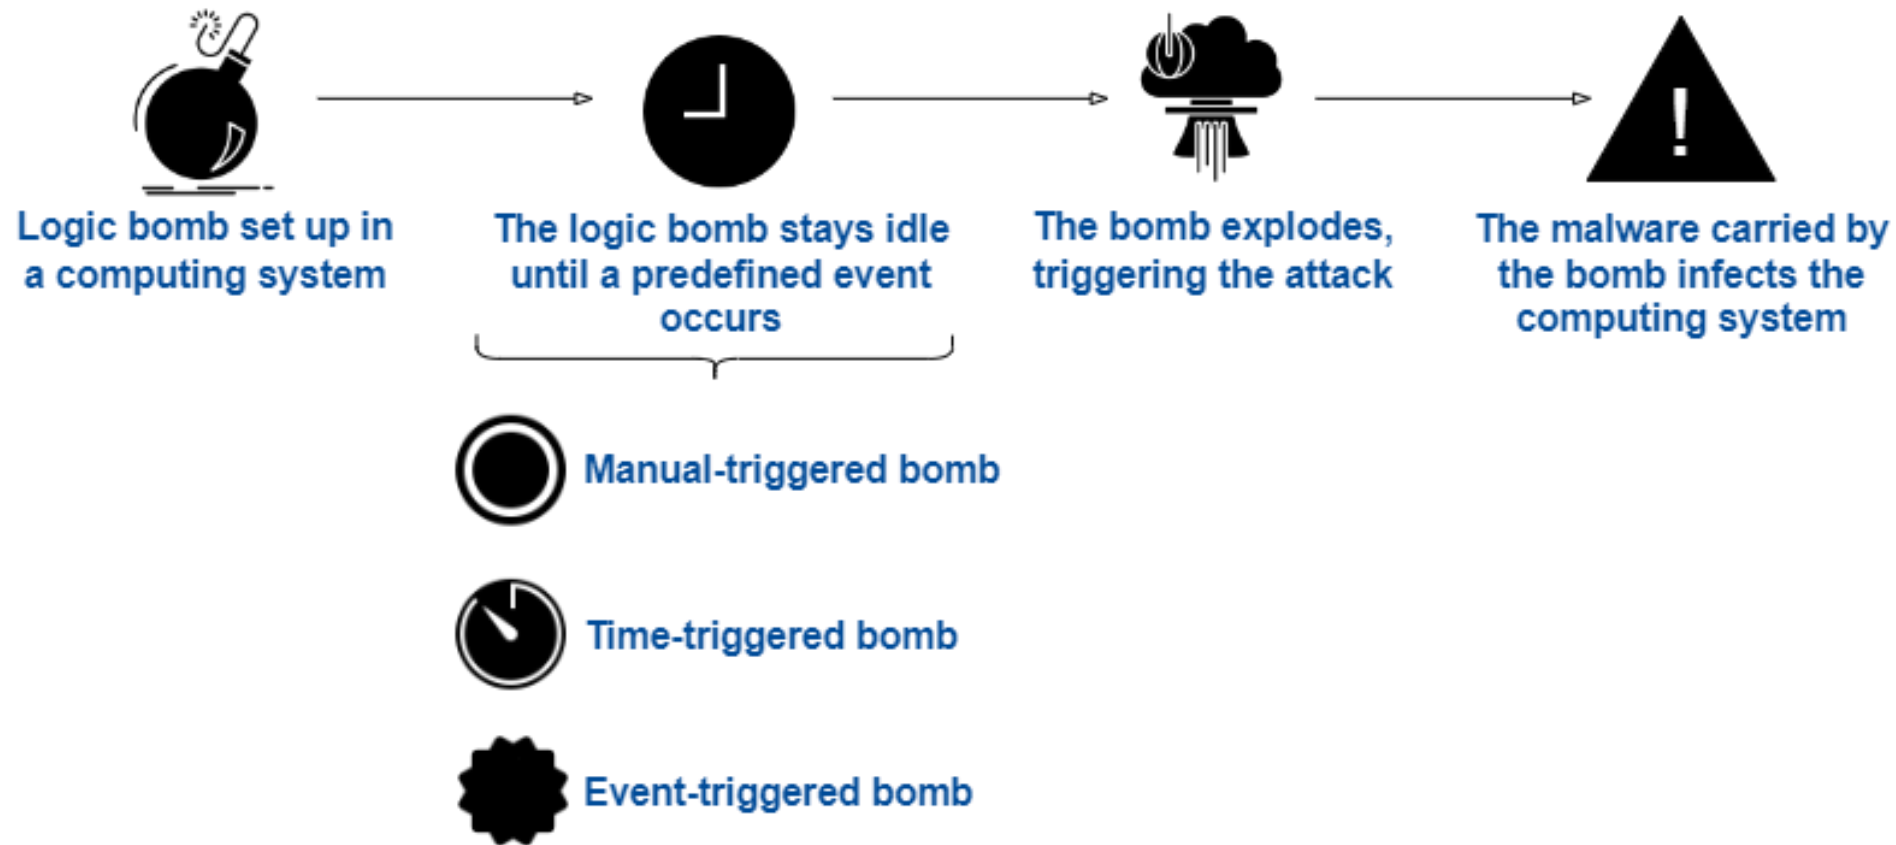 Logic bomb set up in
a computing system
The logic bomb stays idle
until a predefined event
occurs
The bomb explodes,
triggering the attack
The malware carried by
the bomb infects the
computing system
Manual-triggered bomb
Time-triggered bomb
Event-triggered bomb